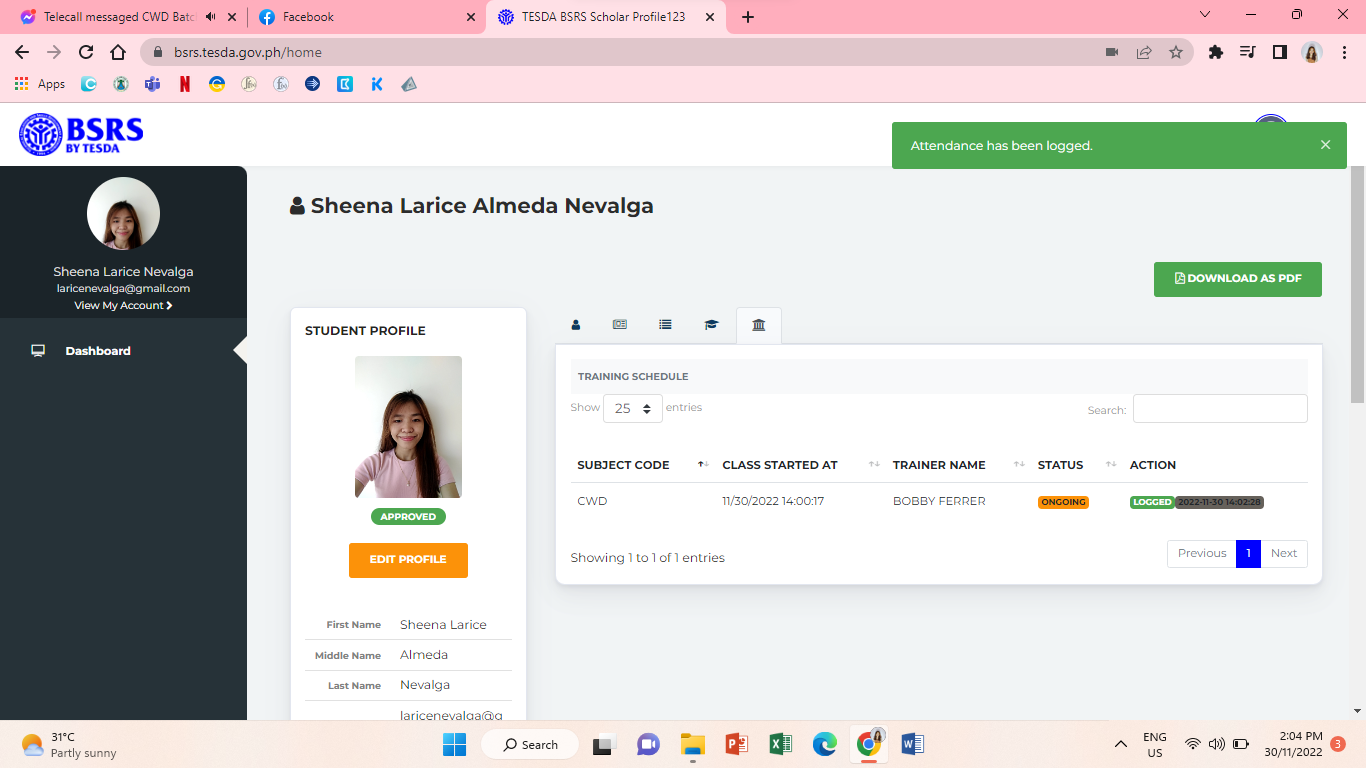 Telecall messaged CWD Batc
Facebook
TESDA BSRS Scholar Profile123
bsrs.tesda.gov.ph/home
Apps
BSRS
BY TESDA
Attendance has been logged.
Sheena Larice Nevalga
laricenevalga@gmail.com
View My Account
Dashboard
Sheena Larice Almeda Nevalga
DOWNLOAD AS PDF
STUDENT PROFILE
APPROVED
EDIT PROFILE
First Name Sheena Larice
Middle Name Almeda
Last Name Nevalga
laricenevalga@g
TRAINING SCHEDULE
Show 25 entries
Search:
SUBJECT CODE CLASS STARTED AT TRAINER NAME STATUS ACTION
CWD 11/30/2022 14:00:17 BOBBY FERRER ONGOING LOGGED 2022-11-30 14:02:28
Showing 1 to 1 of 1 entries
Previous 1 Next
31°C
Partly sunny
Search
ENG
US
2:04 PM
30/11/2022
3